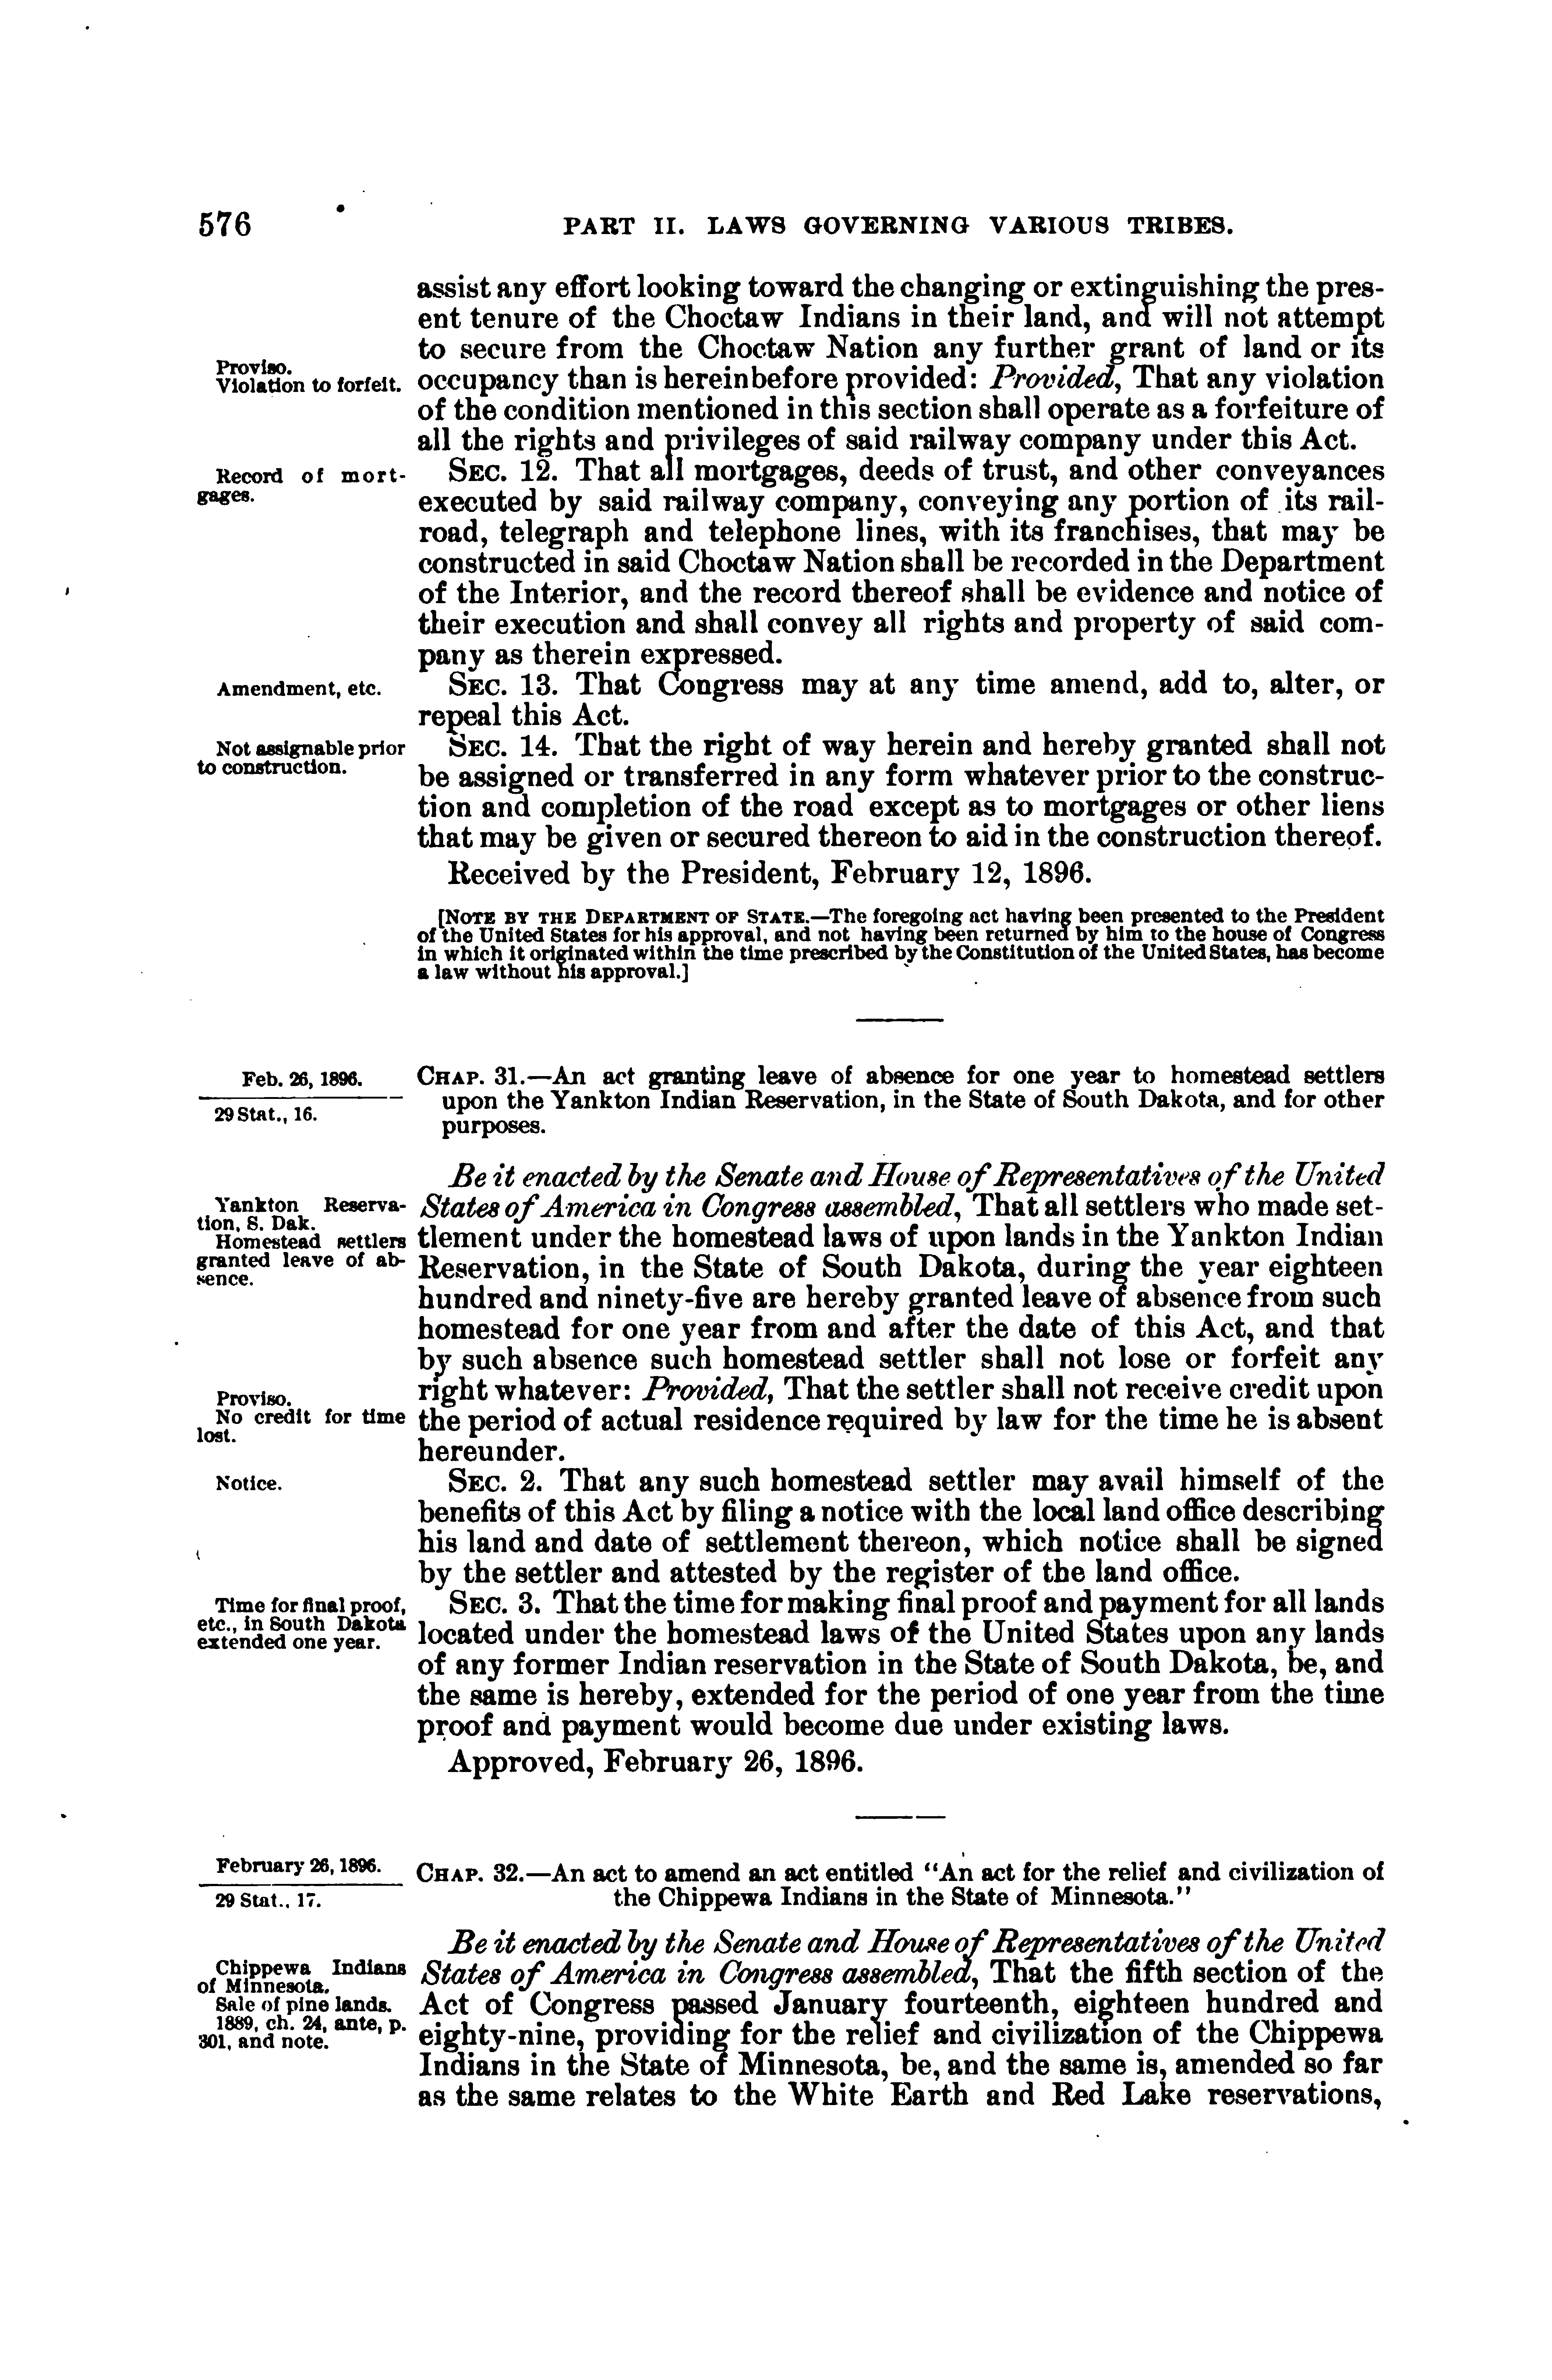 576
PART II. LAWS GOVERNING VARIOUS TRIBES.
assist any effort looking toward the changing or extinguishing the pres-
ent tenure of the Choctaw Indians in their land, and will not attempt
to secure from the Choctaw Nation any further grant of land or its
Proviso.
Violation to forfeit.
occupancy than is hereinbefore provided: Provided, That any violation
of the condition mentioned in this section shall operate as a forfeiture of
all the rights and privileges of said railway company under this Act.
Record of mort-
gages.
SEC. 12. That all mortgages, deeds of trust, and other conveyances
executed by said railway company, conveying any portion of its rail-
road, telegraph and telephone lines, with its franchises, that may be
constructed in said Choctaw Nation shall be recorded in the Department
of the Interior, and the record thereof shall be evidence and notice of
their execution and shall convey all rights and property of said com-
pany as therein expressed.
Amendment, etc.
SEC. 13. That Congress may at any time amend, add to, alter, or
repeal this Act.
Not assignable prior
to construction.
SEC. 14. That the right of way herein and hereby granted shall not
be assigned or transferred in any form whatever prior to the construc-
tion and completion of the road except as to mortgages or other liens
that may be given or secured thereon to aid in the construction thereof.
Received by the President, February 12, 1896.
[NOTE BY THE DEPARTMENT OF STATE.—The foregoing act having been presented to the President
of the United States for his approval, and not having been returned by him to the house of Congress
in which it originated within the time prescribed by the Constitution of the United States, has become
a law without his approval.]
Feb. 26, 1896.
29 Stat., 16.
CHAP. 31.—An act granting leave of absence for one year to homestead settlers
upon the Yankton Indian Reservation, in the State of South Dakota, and for other
purposes.
Be it enacted by the Senate and House of Representatives of the United
Yankton Reserva-
tion, S. Dak.
Homestead settlers
granted leave of ab-
sence.
States of America in Congress assembled, That all settlers who made set-
tlement under the homestead laws of upon lands in the Yankton Indian
Reservation, in the State of South Dakota, during the year eighteen
hundred and ninety-five are hereby granted leave of absence from such
homestead for one year from and after the date of this Act, and that
by such absence such homestead settler shall not lose or forfeit any
Proviso.
No credit for time
lost.
right whatever: Provided, That the settler shall not receive credit upon
the period of actual residence required by law for the time he is absent
hereunder.
Notice.
SEC. 2. That any such homestead settler may avail himself of the
benefits of this Act by filing a notice with the local land office describing
his land and date of settlement thereon, which notice shall be signed
by the settler and attested by the register of the land office.
Time for final proof,
etc., in South Dakota
extended one year.
SEC. 3. That the time for making final proof and payment for all lands
located under the homestead laws of the United States upon any lands
of any former Indian reservation in the State of South Dakota, be, and
the same is hereby, extended for the period of one year from the time
proof and payment would become due under existing laws.
Approved, February 26, 1896.
February 26, 1896.
29 Stat., 17.
CHAP. 32.—An act to amend an act entitled "An act for the relief and civilization of
the Chippewa Indians in the State of Minnesota."
Be it enacted by the Senate and House of Representatives of the United
Chippewa Indians
of Minnesota.
Sale of pine lands.
1889, ch. 24, ante, p.
301, and note.
States of America in Congress assembled, That the fifth section of the
Act of Congress passed January fourteenth, eighteen hundred and
eighty-nine, providing for the relief and civilization of the Chippewa
Indians in the State of Minnesota, be, and the same is, amended so far
as the same relates to the White Earth and Red Lake reservations,